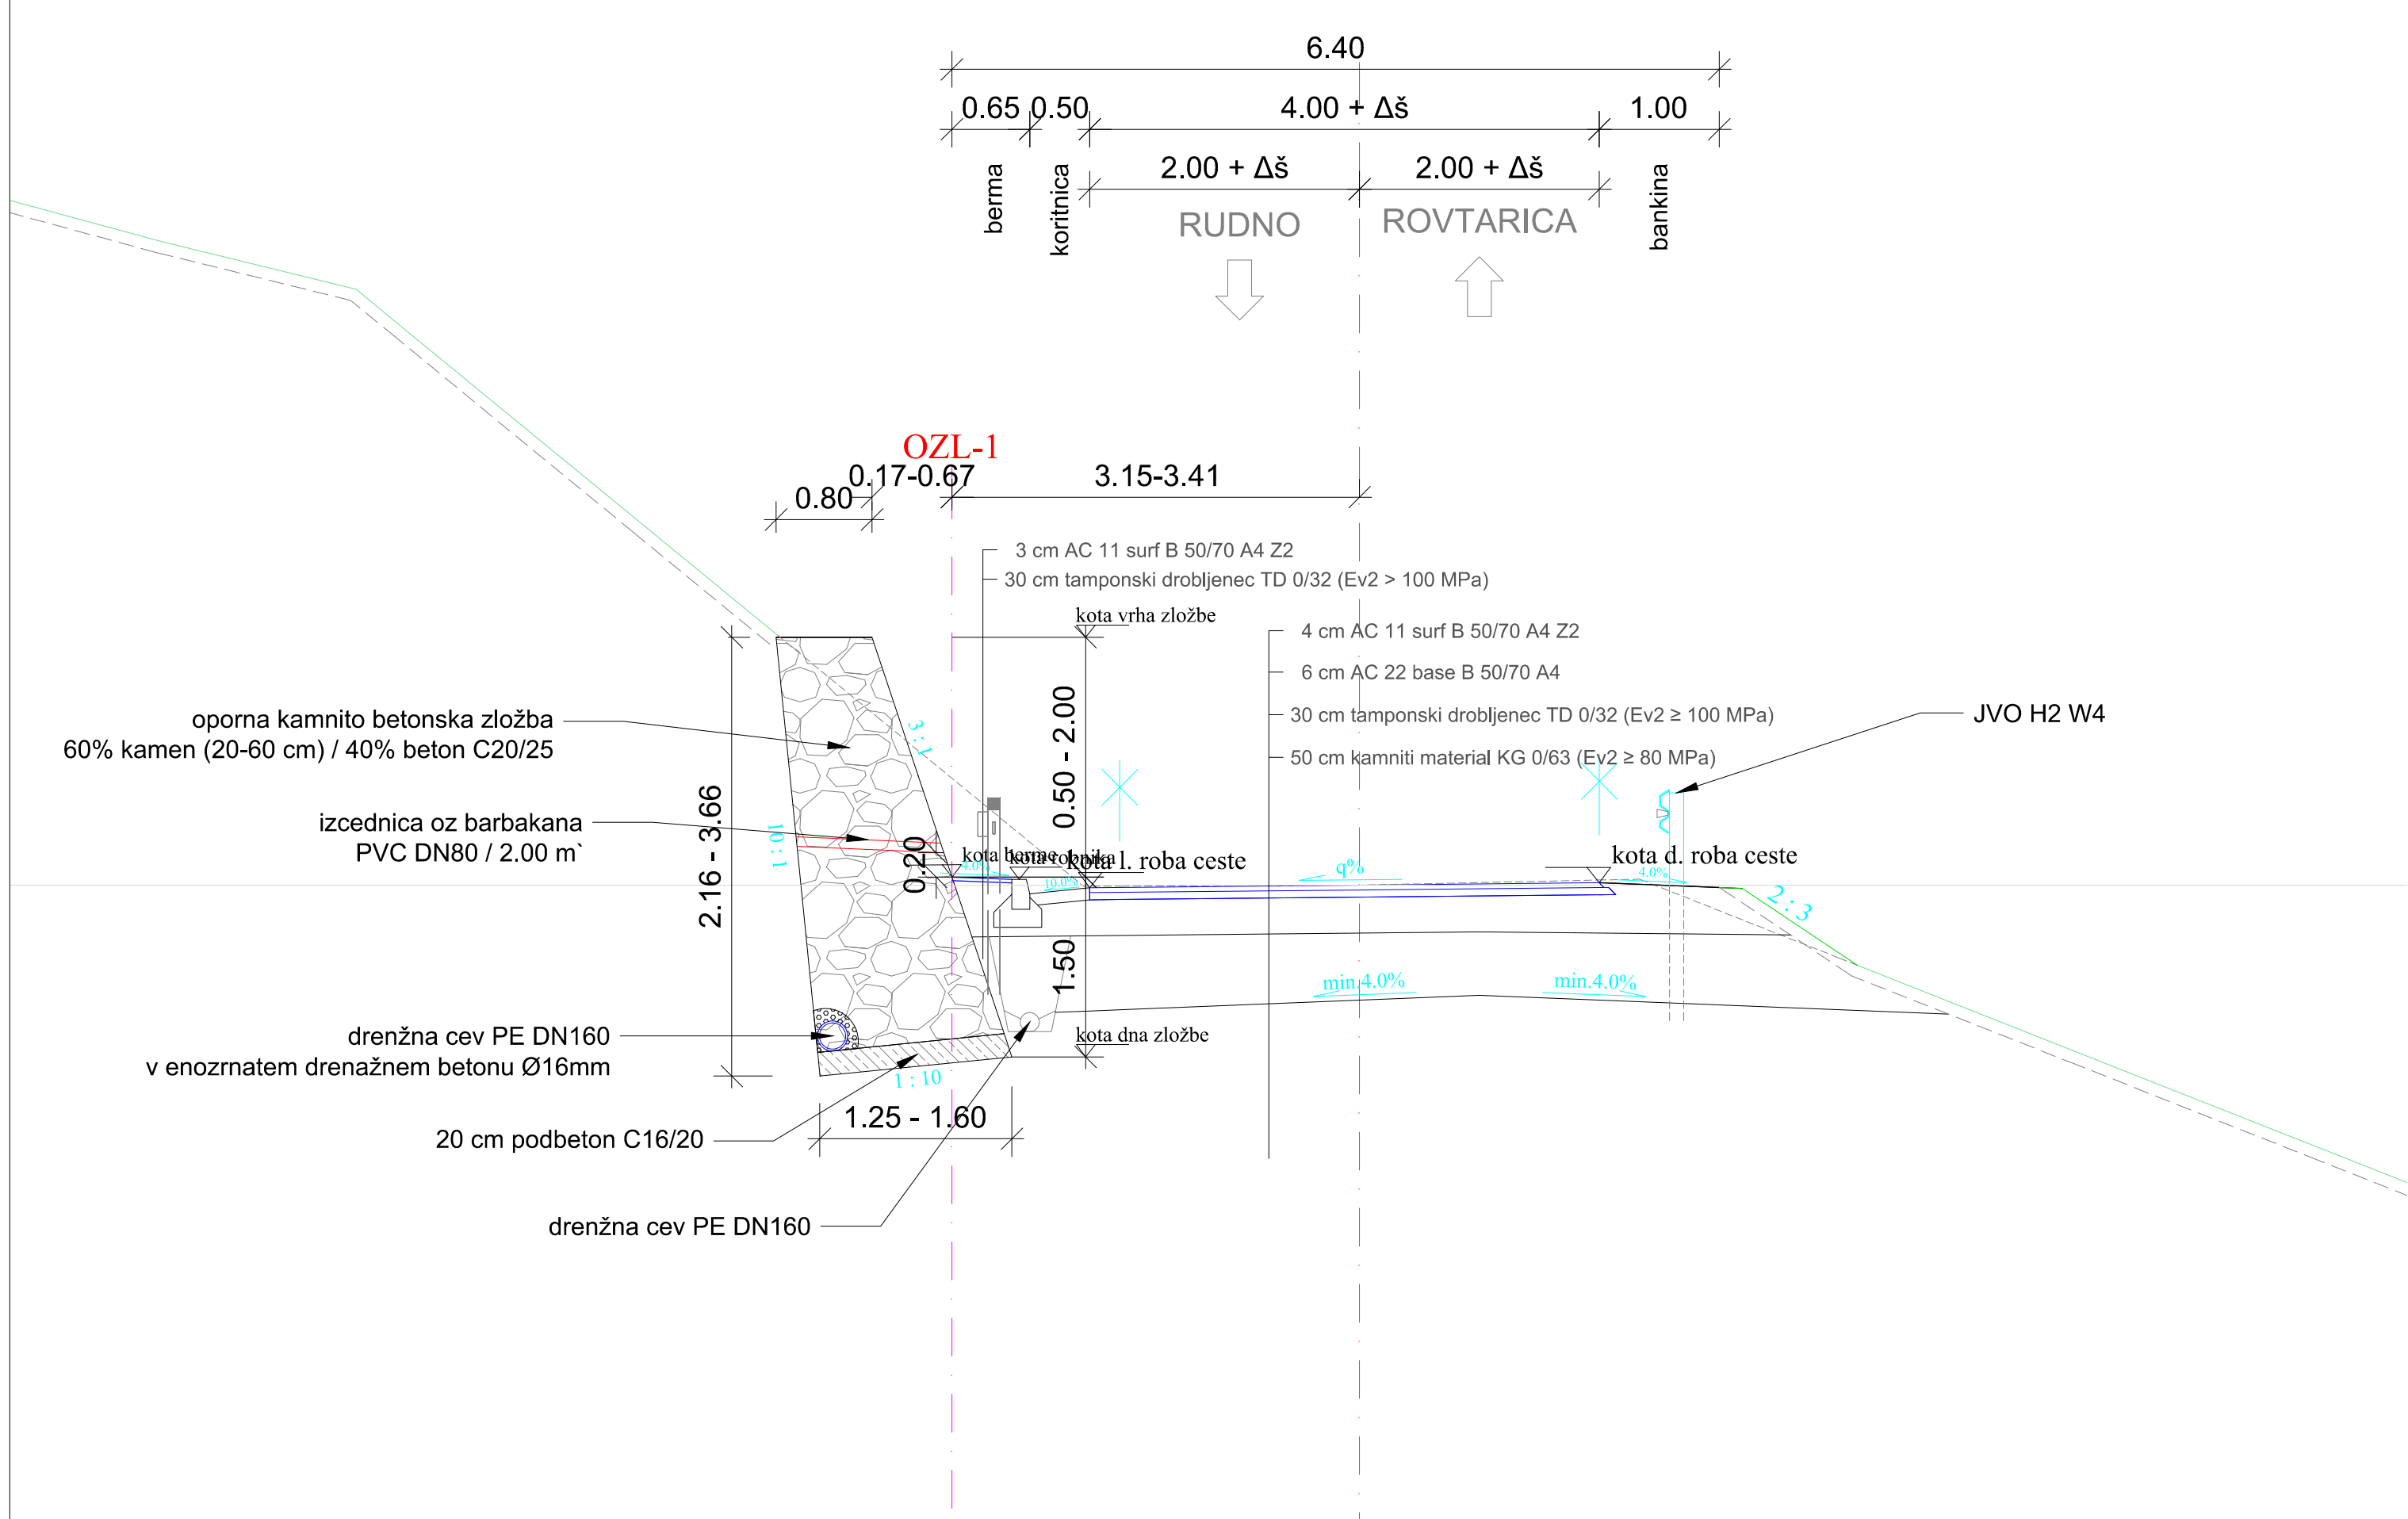 6.40
0.65 0.50 4.00 + Δš 1.00
2.00 + Δš 2.00 + Δš
berma
koritnica
bankina
RUDNO ROVTARICA
OZL-1
0.17-0.67 3.15-3.41
0.80
3 cm AC 11 surf B 50/70 A4 Z2
30 cm tamponski drobljenec TD 0/32 (Ev2 > 100 MPa)
kota vrha zložbe
4 cm AC 11 surf B 50/70 A4 Z2
6 cm AC 22 base B 50/70 A4
30 cm tamponski drobljenec TD 0/32 (Ev2 ≥ 100 MPa)
50 cm kamniti material KG 0/63 (Ev2 ≥ 80 MPa)
JVO H2 W4
oporna kamnito betonska zložba
60% kamen (20-60 cm) / 40% beton C20/25
3 : 1
0.50 - 2.00
izcednica oz barbakana
PVC DN80 / 2.00 m`
10 : 1
2.16 - 3.66
0.20
kota berme
kota robnika
kota l. roba ceste
kota d. roba ceste
4.0%
10.0%
q%
4.0%
2 : 3
1.50
min.4.0%
min.4.0%
kota dna zložbe
drenžna cev PE DN160
v enozrnatem drenažnem betonu Ø16mm
1 : 10
1.25 - 1.60
20 cm podbeton C16/20
drenžna cev PE DN160